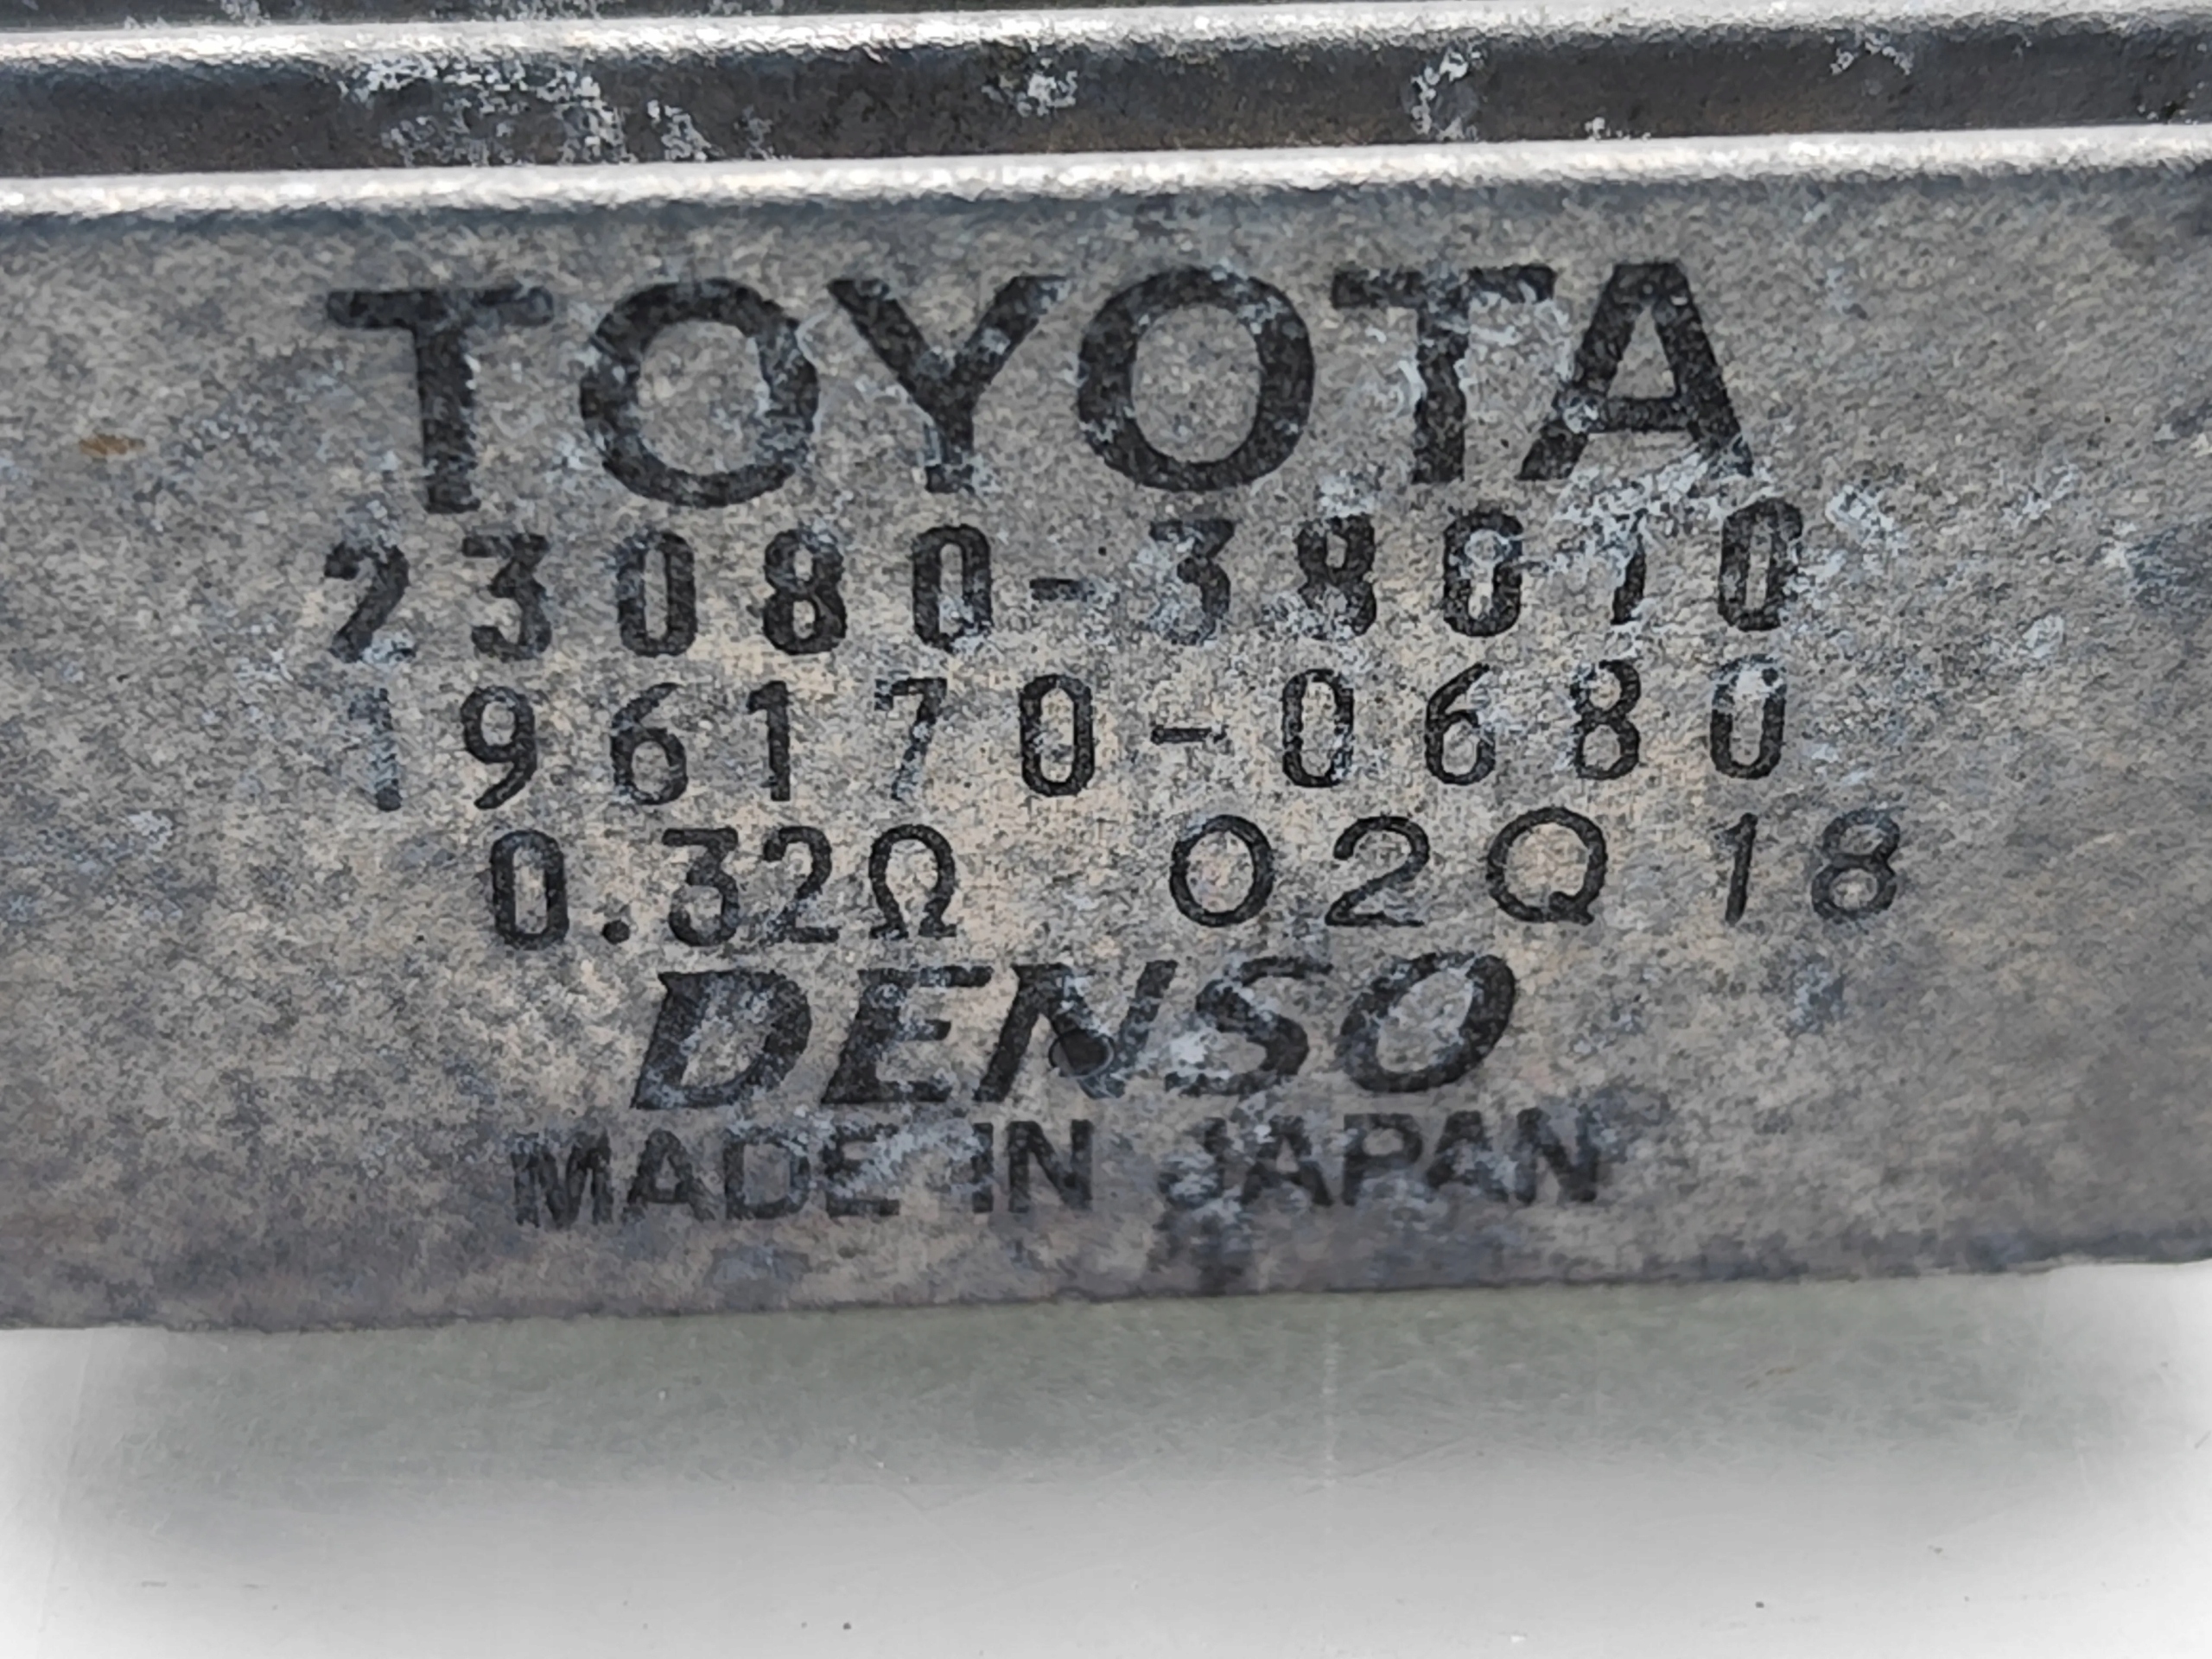 TOYOTA
23080-38010
196170-0680
0.32Ω 02Q18
DENSO
MADE IN JAPAN